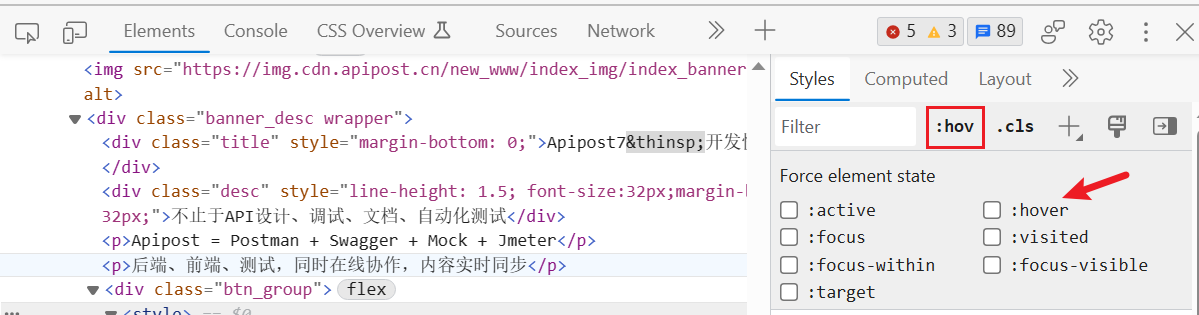 Elements Console CSS Overview Sources Network 5 3 89
<img src="https://img.cdn.apipost.cn/new_www/index_img/index_banner
alt>
<div class="banner_desc wrapper">
<div class="title" style="margin-bottom: 0;">Apipost7&thinsp;开发
</div>
<div class="desc" style="line-height: 1.5; font-size:32px;margin-b
32px;">不止于API设计、调试、文档、自动化测试</div>
<p>Apipost = Postman + Swagger + Mock + Jmeter</p>
<p>后端、前端、测试，同时在线协作，内容实时同步</p>
<div class="btn_group"> flex
<style> == $0
Styles Computed Layout
Filter :hov .cls
Force element state
:active :hover
:focus :visited
:focus-within :focus-visible
:target